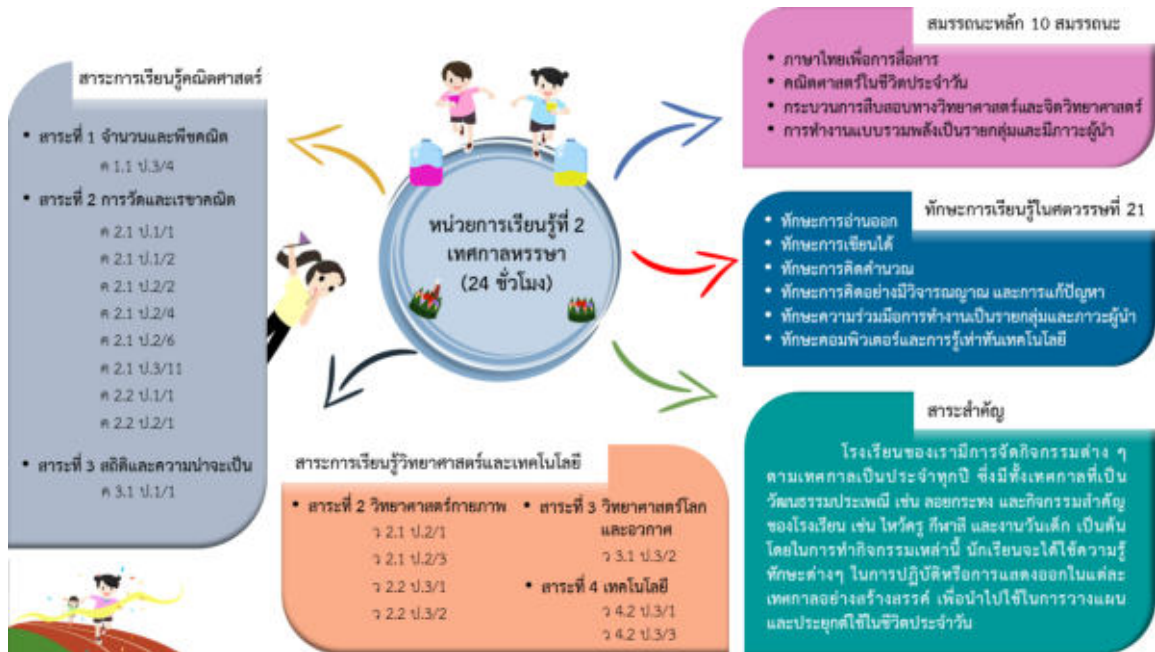 สาระการเรียนรู้คณิตศาสตร์
• สาระที่ 1 จำนวนและพีชคณิต
ค 1.1 ป.3/4
• สาระที่ 2 การวัดและเรขาคณิต
ค 2.1 ป.1/1
ค 2.1 ป.1/2
ค 2.1 ป.2/2
ค 2.1 ป.2/4
ค 2.1 ป.2/6
ค 2.1 ป.3/11
ค 2.2 ป.1/1
ค 2.2 ป.2/1
• สาระที่ 3 สถิติและความน่าจะเป็น
ค 3.1 ป.1/1
หน่วยการเรียนรู้ที่ 2
เทศกาลหรรษา
(24 ชั่วโมง)
สมรรถนะหลัก 10 สมรรถนะ
• ภาษาไทยเพื่อการสื่อสาร
• คณิตศาสตร์ในชีวิตประจำวัน
• กระบวนการสืบสอบทางวิทยาศาสตร์และจิตวิทยาศาสตร์
• การทำงานแบบรวมพลังเป็นรายกลุ่มและมีภาวะผู้นำ
ทักษะการเรียนรู้ในศตวรรษที่ 21
• ทักษะการอ่านออก
• ทักษะการเขียนได้
• ทักษะการคิดคำนวณ
• ทักษะการคิดอย่างมีวิจารณญาณ และการแก้ปัญหา
• ทักษะความร่วมมือการทำงานเป็นรายกลุ่มและภาวะผู้นำ
• ทักษะคอมพิวเตอร์และการรู้เท่าทันเทคโนโลยี
สาระสำคัญ
โรงเรียนของเรามีการจัดกิจกรรมต่าง ๆ
ตามเทศกาลเป็นประจำทุกปี ซึ่งมีทั้งเทศกาลที่เป็น
วัฒนธรรมประเพณี เช่น ลอยกระทง และกิจกรรมสำคัญ
ของโรงเรียน เช่น ไหว้ครู กีฬาสี และงานวันเด็ก เป็นต้น
โดยในการทำกิจกรรมเหล่านี้ นักเรียนจะได้ใช้ความรู้
ทักษะต่างๆ ในการปฏิบัติหรือการแสดงออกในแต่ละ
เทศกาลอย่างสร้างสรรค์ เพื่อนำไปใช้ในการวางแผน
และประยุกต์ใช้ในชีวิตประจำวัน
สาระการเรียนรู้วิทยาศาสตร์และเทคโนโลยี
• สาระที่ 2 วิทยาศาสตร์กายภาพ
ว 2.1 ป.2/1
ว 2.1 ป.2/3
ว 2.2 ป.3/1
ว 2.2 ป.3/2
• สาระที่ 3 วิทยาศาสตร์โลก
และอวกาศ
ว 3.1 ป.3/2
• สาระที่ 4 เทคโนโลยี
ว 4.2 ป.3/1
ว 4.2 ป.3/3